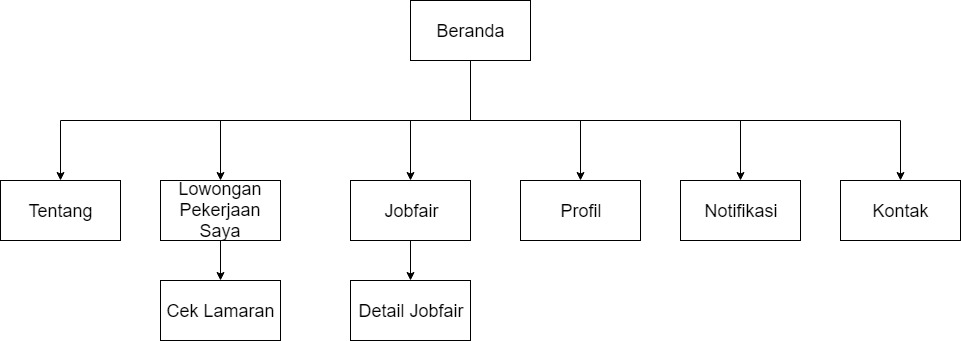 Beranda
Tentang
Lowongan
Pekerjaan
Saya
Jobfair
Profil
Notifikasi
Kontak
Cek Lamaran
Detail Jobfair